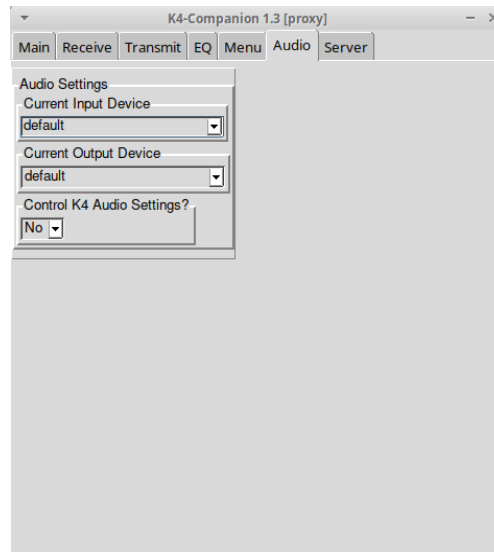 K4-Companion 1.3 [proxy]
Main Receive Transmit EQ Menu Audio Server
Audio Settings
Current Input Device
default
Current Output Device
default
Control K4 Audio Settings?
No